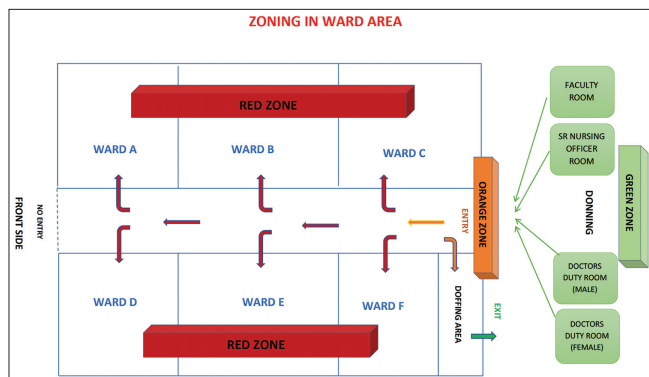 ZONING IN WARD AREA
RED ZONE
WARD A
WARD B
WARD C
FACULTY
ROOM
SR NURSING
OFFICER
ROOM
FRONT SIDE
NO ENTRY
ENTRY
ORANGE ZONE
DONNING
GREEN ZONE
WARD D
WARD E
WARD F
DOFFING AREA
EXIT
RED ZONE
DOCTORS
DUTY ROOM
(MALE)
DOCTORS
DUTY ROOM
(FEMALE)